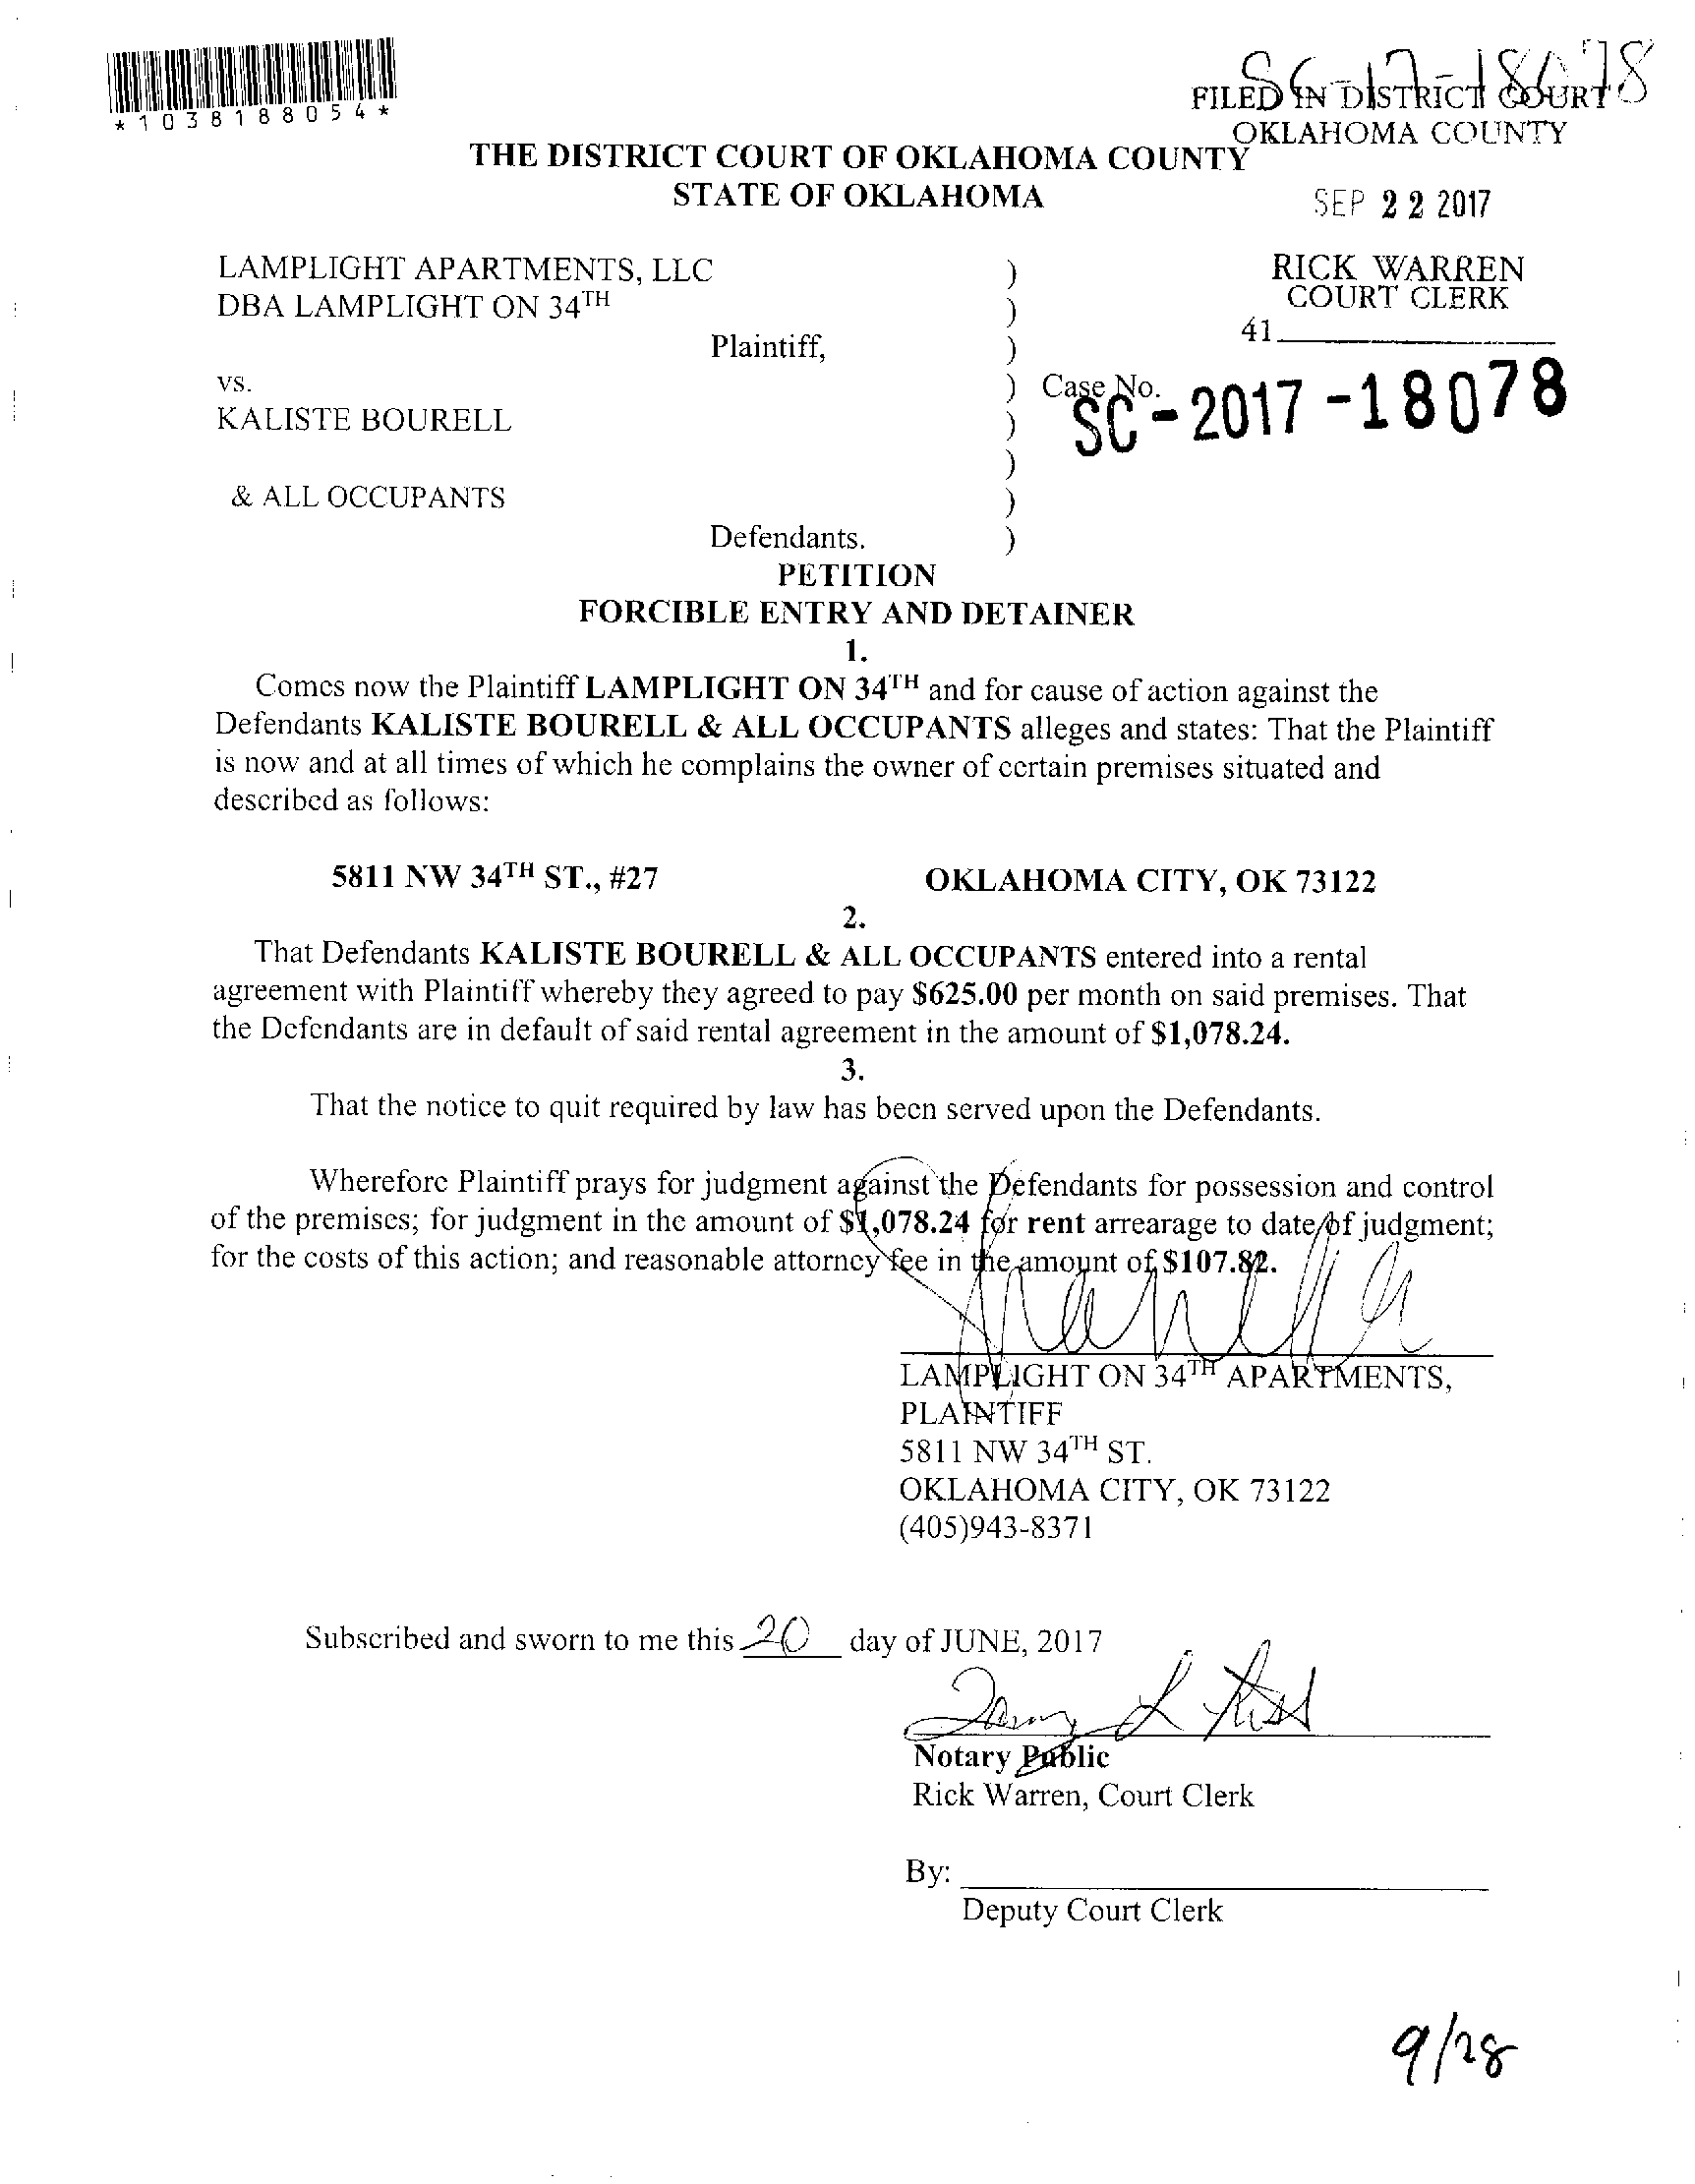 *1038188054*
SC-17-18078
FILED IN DISTRICT COURT
OKLAHOMA COUNTY
THE DISTRICT COURT OF OKLAHOMA COUNTY
STATE OF OKLAHOMA
SEP 22 2017
RICK WARREN
COURT CLERK
41
LAMPLIGHT APARTMENTS, LLC )
DBA LAMPLIGHT ON 34TH )
Plaintiff, )
vs. ) Case No. SC-2017-18078
KALISTE BOURELL )
)
& ALL OCCUPANTS )
Defendants. )
PETITION
FORCIBLE ENTRY AND DETAINER
1.
Comes now the Plaintiff LAMPLIGHT ON 34TH and for cause of action against the
Defendants KALISTE BOURELL & ALL OCCUPANTS alleges and states: That the Plaintiff
is now and at all times of which he complains the owner of certain premises situated and
described as follows:
5811 NW 34TH ST., #27 OKLAHOMA CITY, OK 73122
2.
That Defendants KALISTE BOURELL & ALL OCCUPANTS entered into a rental
agreement with Plaintiff whereby they agreed to pay $625.00 per month on said premises. That
the Defendants are in default of said rental agreement in the amount of $1,078.24.
3.
That the notice to quit required by law has been served upon the Defendants.
Wherefore Plaintiff prays for judgment against the Defendants for possession and control
of the premises; for judgment in the amount of $1,078.24 for rent arrearage to date of judgment;
for the costs of this action; and reasonable attorney fee in the amount of $107.82.
LAMPLIGHT ON 34TH APARTMENTS,
PLAINTIFF
5811 NW 34TH ST.
OKLAHOMA CITY, OK 73122
(405)943-8371
Subscribed and sworn to me this 20 day of JUNE, 2017
Notary Public
Rick Warren, Court Clerk
By:
Deputy Court Clerk
9/28